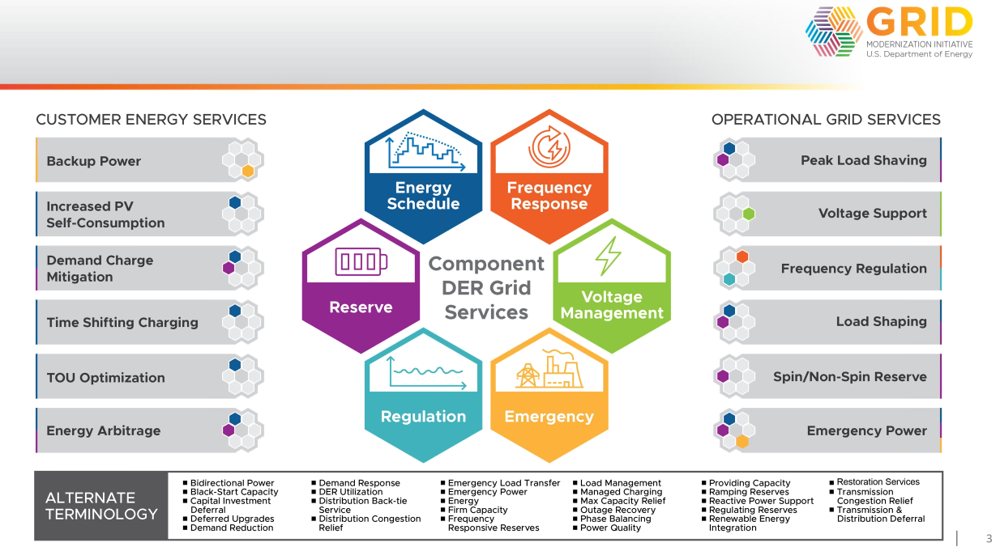 GRID
MODERNIZATION INITIATIVE
U.S. Department of Energy
CUSTOMER ENERGY SERVICES
Backup Power
Increased PV
Self-Consumption
Demand Charge
Mitigation
Time Shifting Charging
TOU Optimization
Energy Arbitrage
Energy
Schedule
Frequency
Response
Reserve
Component
DER Grid
Services
Voltage
Management
Regulation
Emergency
OPERATIONAL GRID SERVICES
Peak Load Shaving
Voltage Support
Frequency Regulation
Load Shaping
Spin/Non-Spin Reserve
Emergency Power
ALTERNATE
TERMINOLOGY
■ Bidirectional Power
■ Black-Start Capacity
■ Capital Investment
Deferral
■ Deferred Upgrades
■ Demand Reduction
■ Demand Response
■ DER Utilization
■ Distribution Back-tie
Service
■ Distribution Congestion
Relief
■ Emergency Load Transfer
■ Emergency Power
■ Energy
■ Firm Capacity
■ Frequency
Responsive Reserves
■ Load Management
■ Managed Charging
■ Max Capacity Relief
■ Outage Recovery
■ Phase Balancing
■ Power Quality
■ Providing Capacity
■ Ramping Reserves
■ Reactive Power Support
■ Regulating Reserves
■ Renewable Energy
Integration
■ Restoration Services
■ Transmission
Congestion Relief
■ Transmission &
Distribution Deferral
3